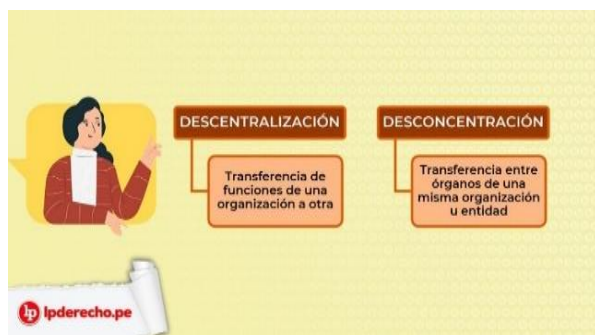 DESCENTRALIZACIÓN
Transferencia de
funciones de una
organización a otra
DESCONCENTRACIÓN
Transferencia entre
órganos de una
misma organización
u entidad
lp lpderecho.pe